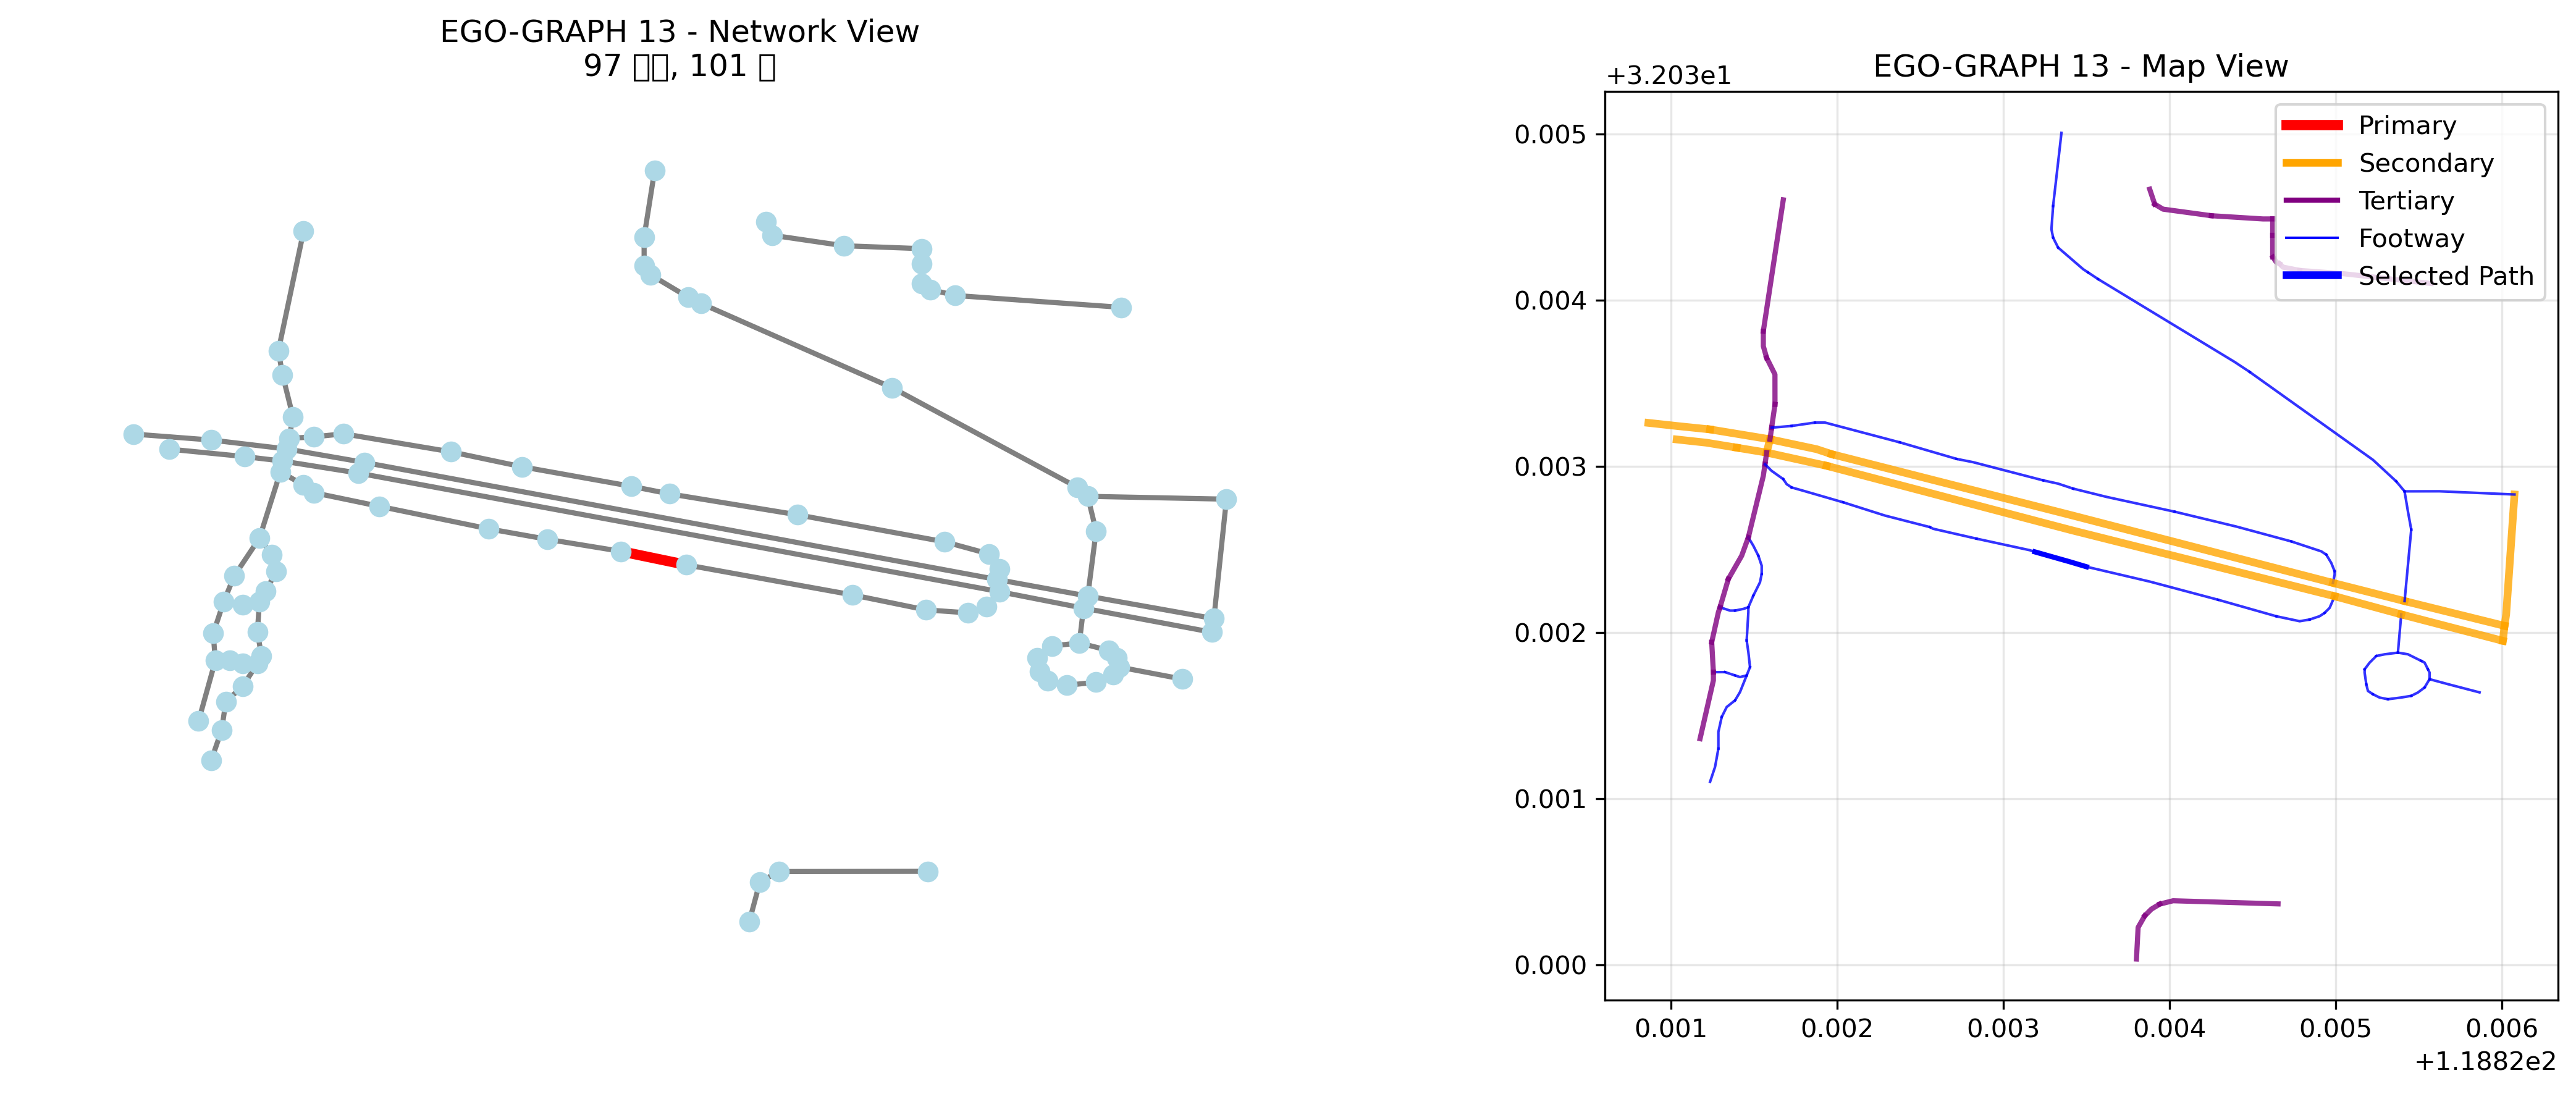 EGO-GRAPH 13 - Network View
97 , 101
EGO-GRAPH 13 - Map View
+3.203e1
Primary
Secondary
Tertiary
Footway
Selected Path
0.005
0.004
0.003
0.002
0.001
0.000
0.001 0.002 0.003 0.004 0.005 0.006
+1.1882e2